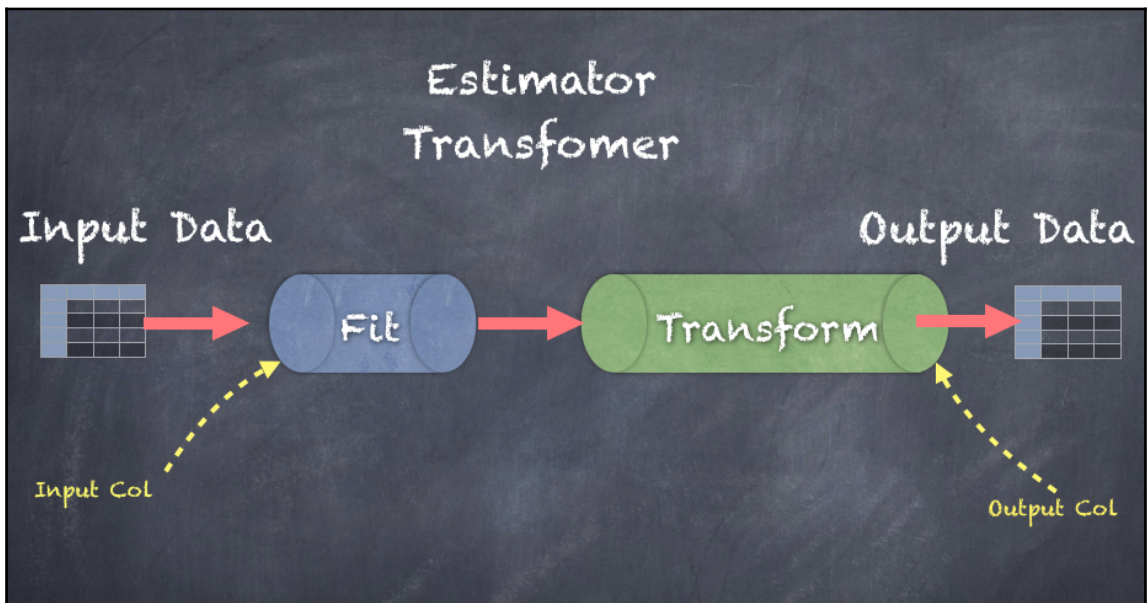 Estimator
Transfomer
Input Data
Output Data
Fit
Transform
Input Col
Output Col